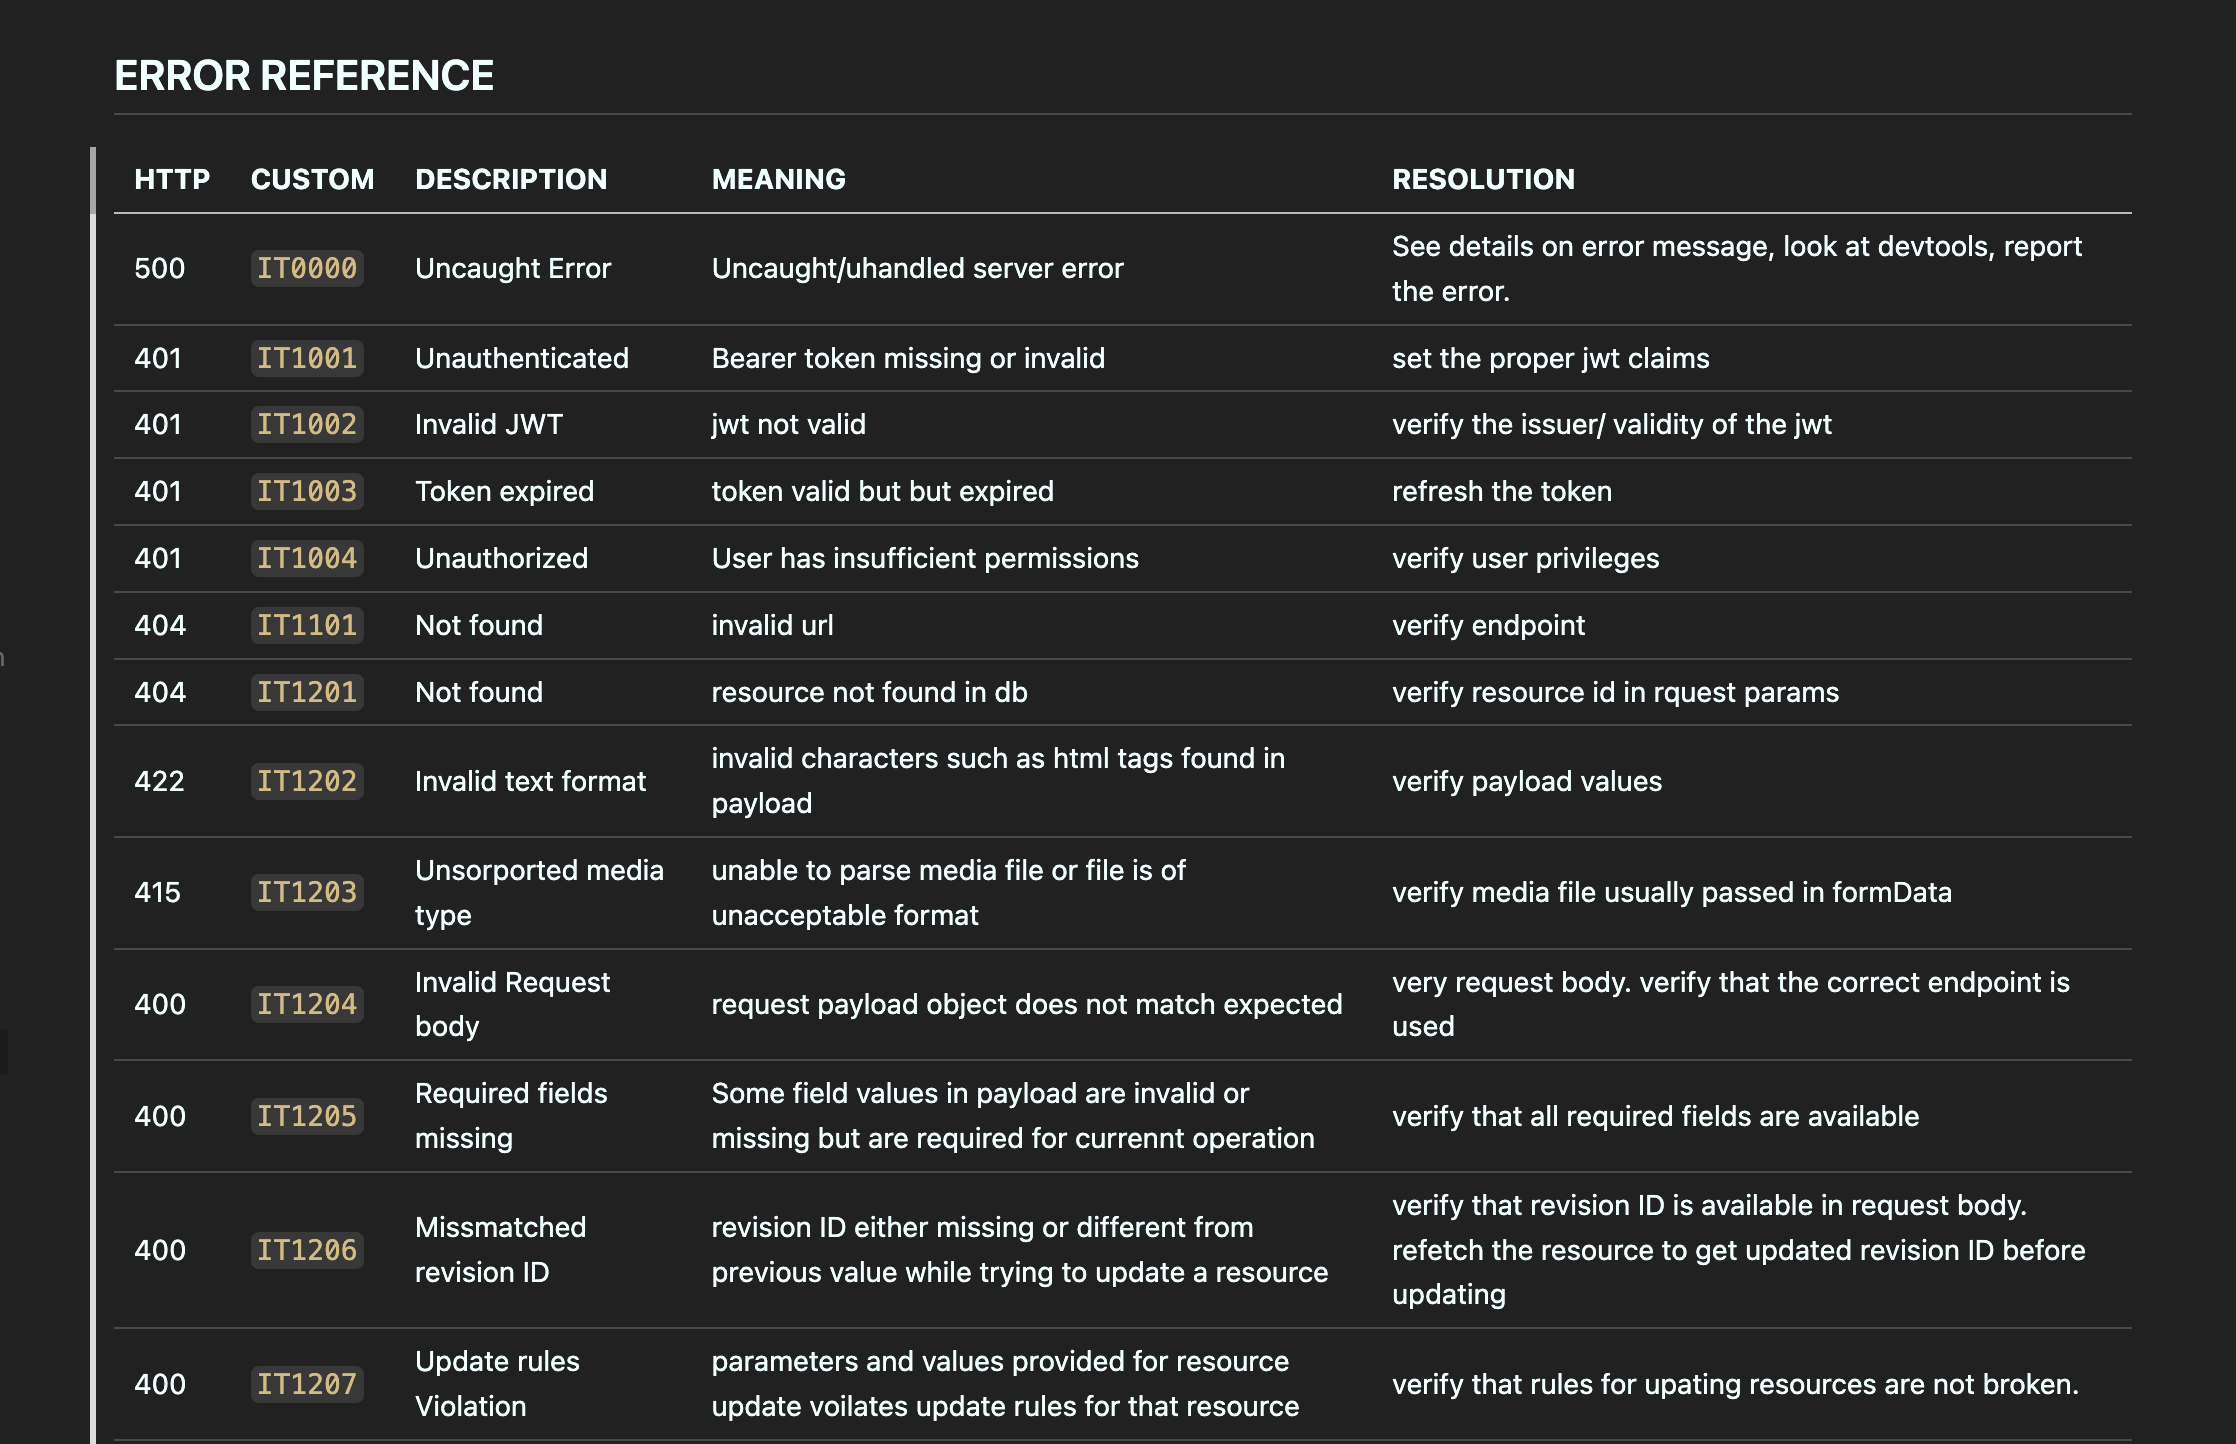 ERROR REFERENCE
HTTP CUSTOM DESCRIPTION MEANING RESOLUTION
500 IT0000 Uncaught Error Uncaught/uhandled server error See details on error message, look at devtools, report
the error.
401 IT1001 Unauthenticated Bearer token missing or invalid set the proper jwt claims
401 IT1002 Invalid JWT jwt not valid verify the issuer/ validity of the jwt
401 IT1003 Token expired token valid but but expired refresh the token
401 IT1004 Unauthorized User has insufficient permissions verify user privileges
404 IT1101 Not found invalid url verify endpoint
404 IT1201 Not found resource not found in db verify resource id in rquest params
422 IT1202 Invalid text format invalid characters such as html tags found in
payload verify payload values
415 IT1203 Unsorported media
type unable to parse media file or file is of
unacceptable format verify media file usually passed in formData
400 IT1204 Invalid Request
body request payload object does not match expected very request body. verify that the correct endpoint is
used
400 IT1205 Required fields
missing Some field values in payload are invalid or
missing but are required for currennt operation verify that all required fields are available
400 IT1206 Missmatched
revision ID revision ID either missing or different from
previous value while trying to update a resource verify that revision ID is available in request body.
refetch the resource to get updated revision ID before
updating
400 IT1207 Update rules
Violation parameters and values provided for resource
update voilates update rules for that resource verify that rules for upating resources are not broken.